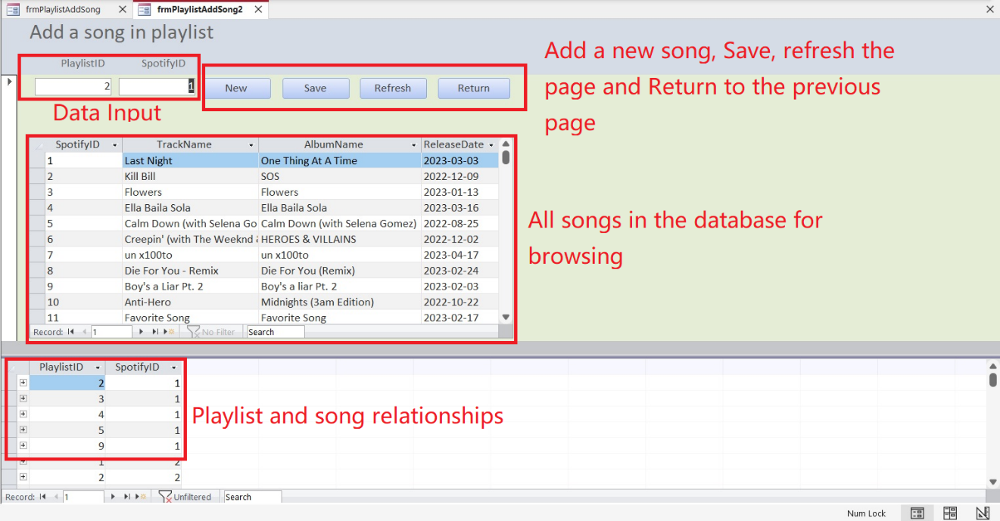 frmPlaylistAddSong frmPlaylistAddSong2
Add a song in playlist
PlaylistID SpotifyID
2 1 New Save Refresh Return
Data Input
Add a new song, Save, refresh the
page and Return to the previous
page
SpotifyID TrackName AlbumName ReleaseDate
1 Last Night One Thing At A Time 2023-03-03
2 Kill Bill SOS 2022-12-09
3 Flowers Flowers 2023-01-13
4 Ella Baila Sola Ella Baila Sola 2023-03-16
5 Calm Down (with Selena Go Calm Down (with Selena Gomez) 2022-08-25
6 Creepin' (with The Weeknd & HEROES & VILLAINS 2022-12-02
7 un x100to un x100to 2023-04-17
8 Die For You - Remix Die For You (Remix) 2023-02-24
9 Boy's a Liar Pt. 2 Boy's a liar Pt. 2 2023-02-03
10 Anti-Hero Midnights (3am Edition) 2022-10-22
11 Favorite Song Favorite Song 2023-02-17
Record: 1 No Filter Search
All songs in the database for
browsing
PlaylistID SpotifyID
2 1
3 1
4 1
5 1
9 1
1 2
2 2
Playlist and song relationships
Record: 1 Unfiltered Search
Num Lock